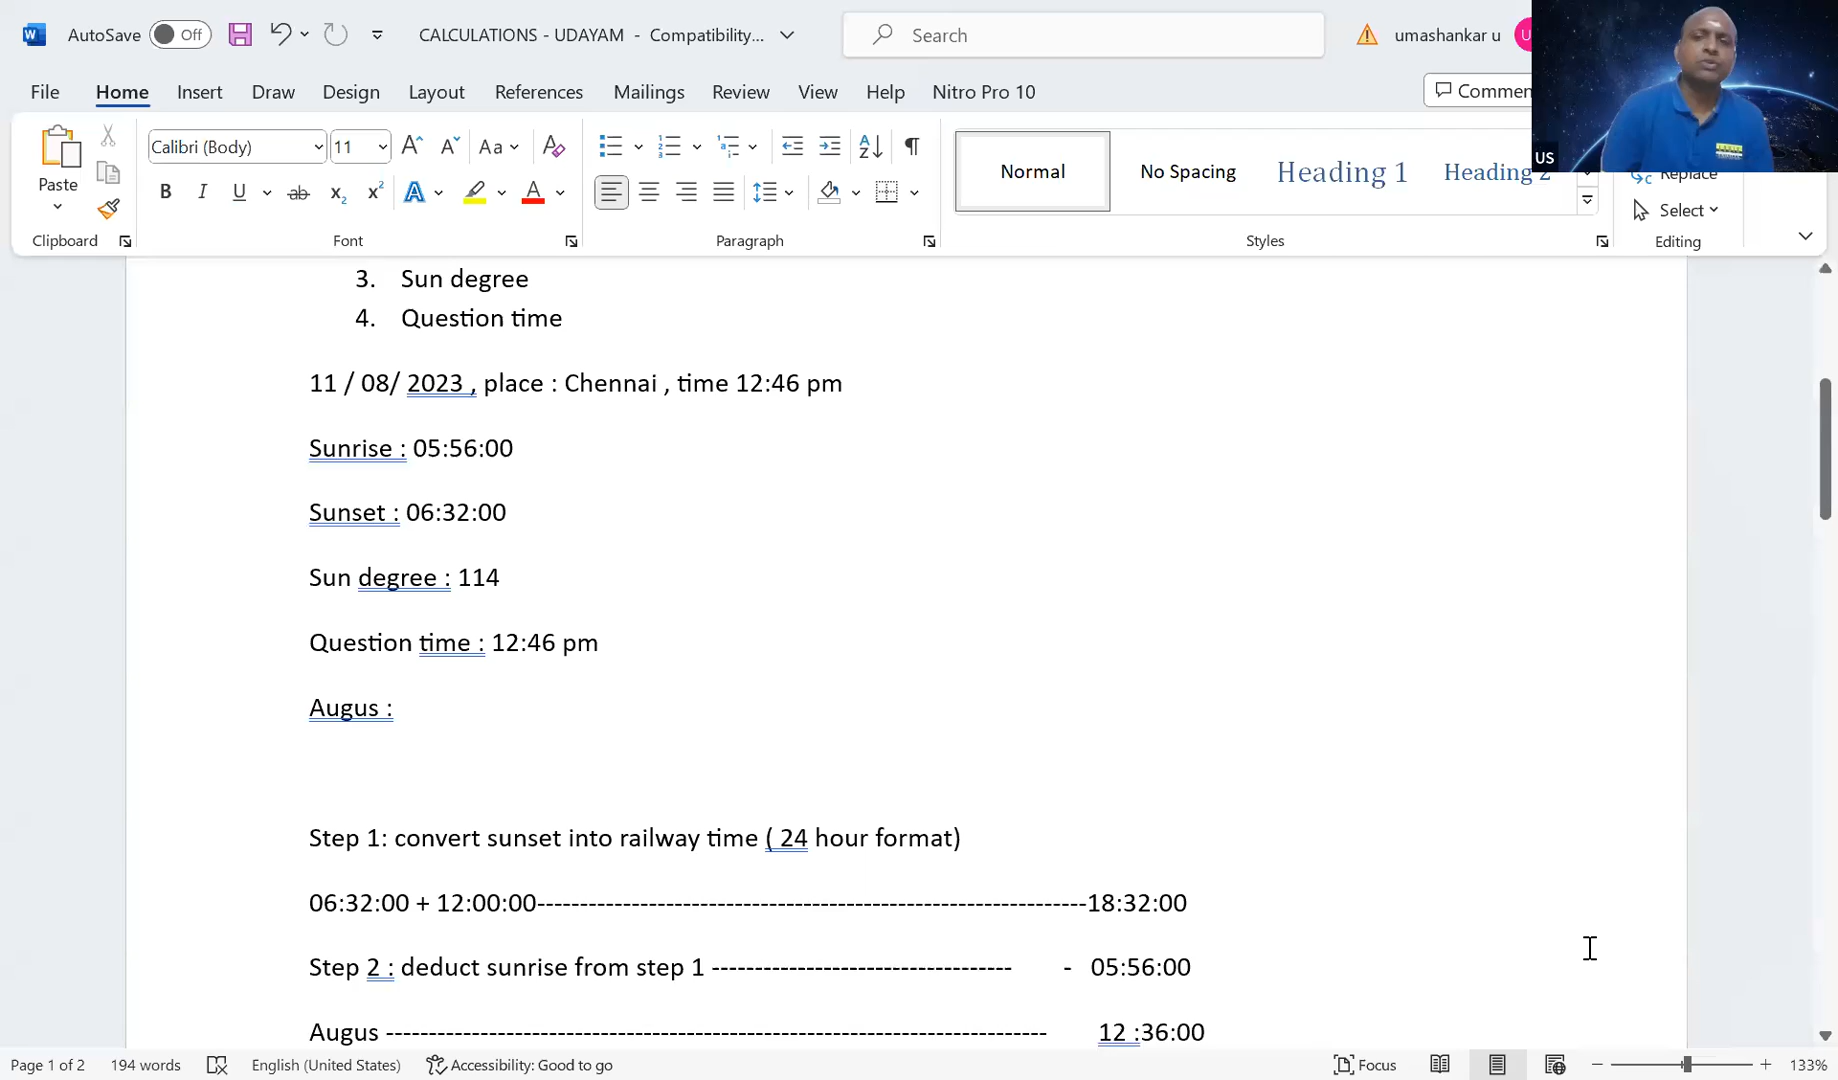 AutoSave Off CALCULATIONS - UDAYAM - Compatibility... Search umashankar u
File Home Insert Draw Design Layout References Mailings Review View Help Nitro Pro 10
Paste
Clipboard
Calibri (Body) 11
Font
Paragraph
Normal No Spacing Heading 1
Styles
Replace
Select
Editing
US
3. Sun degree
4. Question time
11 / 08/ 2023 , place : Chennai , time 12:46 pm
Sunrise : 05:56:00
Sunset : 06:32:00
Sun degree : 114
Question time : 12:46 pm
Augus :
Step 1: convert sunset into railway time ( 24 hour format)
06:32:00 + 12:00:00----------------------------------------------------------------18:32:00
Step 2 : deduct sunrise from step 1 ----------------------------------- - 05:56:00
Augus ----------------------------------------------------------------------------- 12 :36:00
Page 1 of 2 194 words English (United States) Accessibility: Good to go Focus 133%